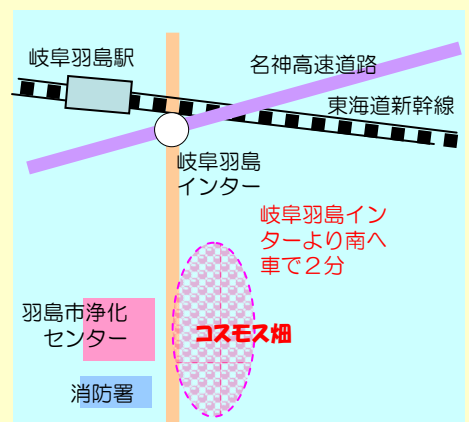 岐阜羽島駅
名神高速道路
東海道新幹線
岐阜羽島
インター
岐阜羽島イン
ターより南へ
車で２分
羽島市浄化
センター
コスモス畑
消防署